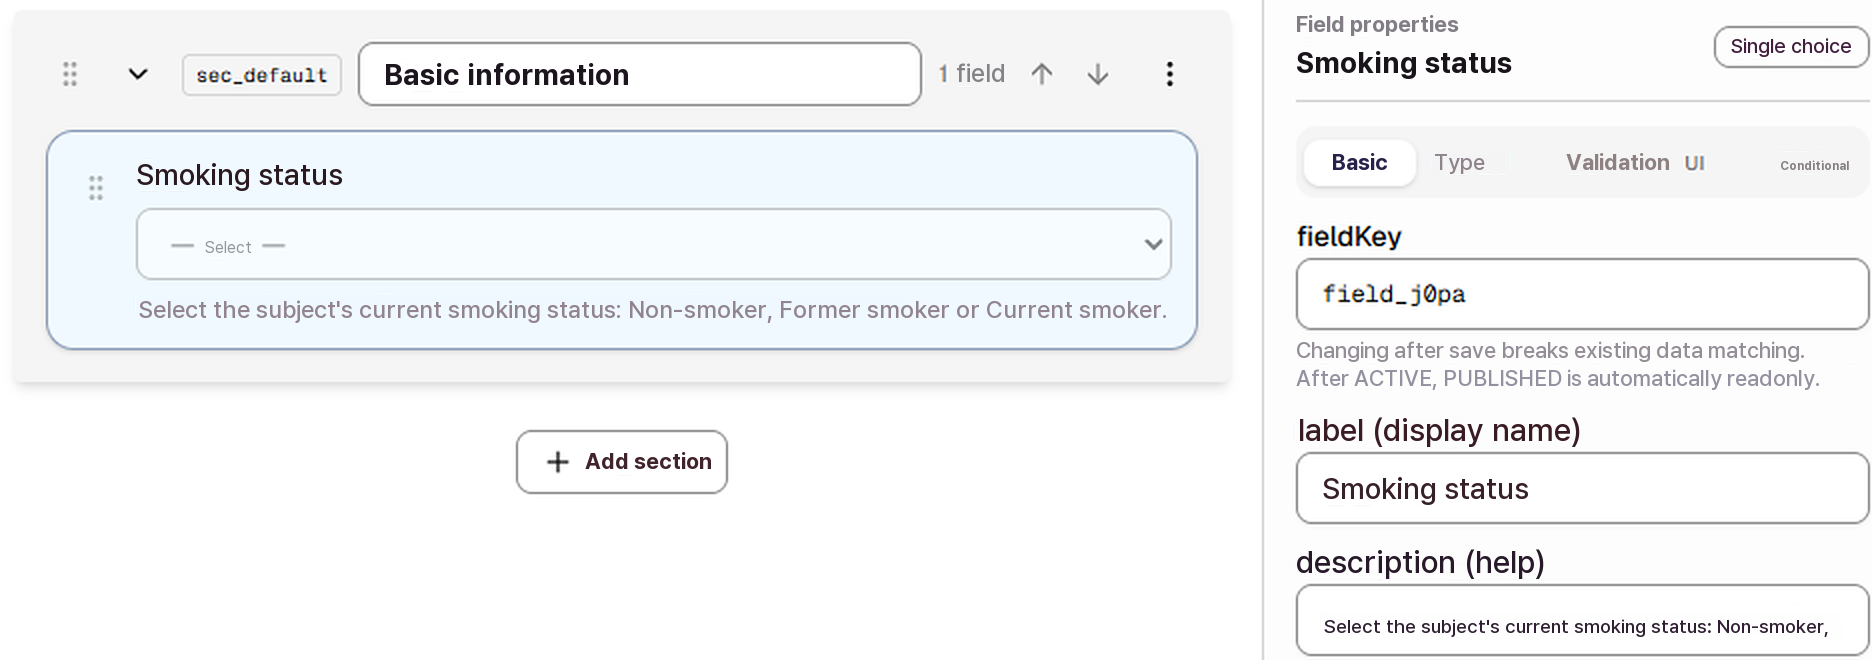 sec_default Basic information 1 field
Smoking status
— Select —
Select the subject's current smoking status: Non-smoker, Former smoker or Current smoker.
+ Add section
Field properties
Smoking status
Single choice
Basic Type Validation UI Conditional
fieldKey
field_j0pa
Changing after save breaks existing data matching.
After ACTIVE, PUBLISHED is automatically readonly.
label (display name)
Smoking status
description (help)
Select the subject's current smoking status: Non-smoker,